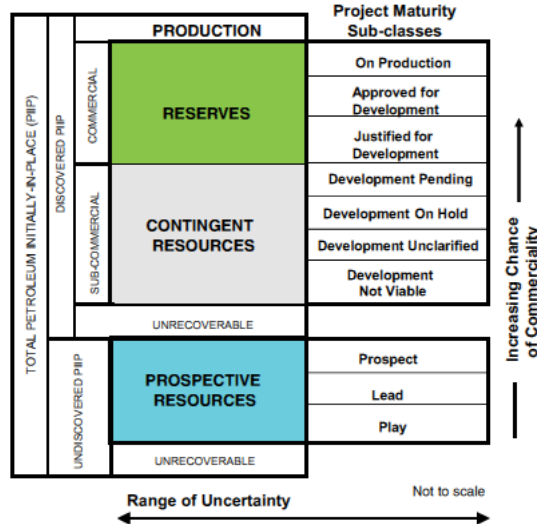 Project Maturity
Sub-classes
PRODUCTION
TOTAL PETROLEUM INITIALLY-IN-PLACE (PIIP)
DISCOVERED PIIP
COMMERCIAL
RESERVES
On Production
Approved for
Development
Justified for
Development
SUB-COMMERCIAL
CONTINGENT
RESOURCES
Development Pending
Development On Hold
Development Unclarified
Development
Not Viable
UNRECOVERABLE
UNDISCOVERED PIIP
PROSPECTIVE
RESOURCES
Prospect
Lead
Play
UNRECOVERABLE
Increasing Chance
of Commerciality
Range of Uncertainty
Not to scale